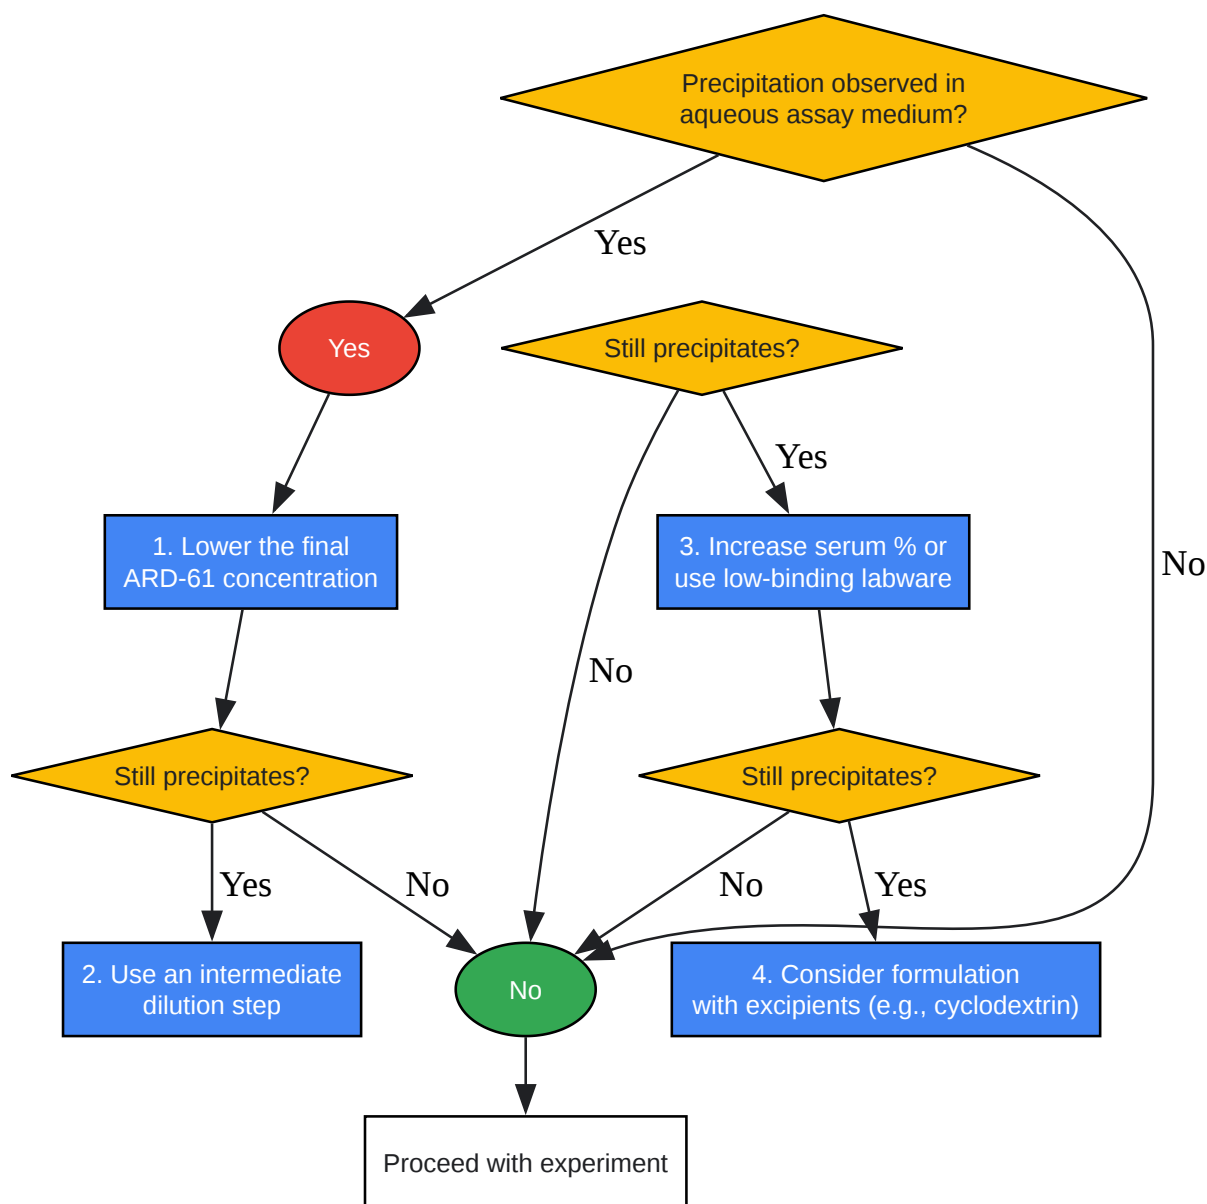 Precipitation observed in
aqueous assay medium?
Yes
Yes
Still precipitates?
Yes
1. Lower the final
ARD-61 concentration
3. Increase serum % or
use low-binding labware
No
No
Still precipitates?
Still precipitates?
Yes
No
No
Yes
2. Use an intermediate
dilution step
No
4. Consider formulation
with excipients (e.g., cyclodextrin)
Proceed with experiment